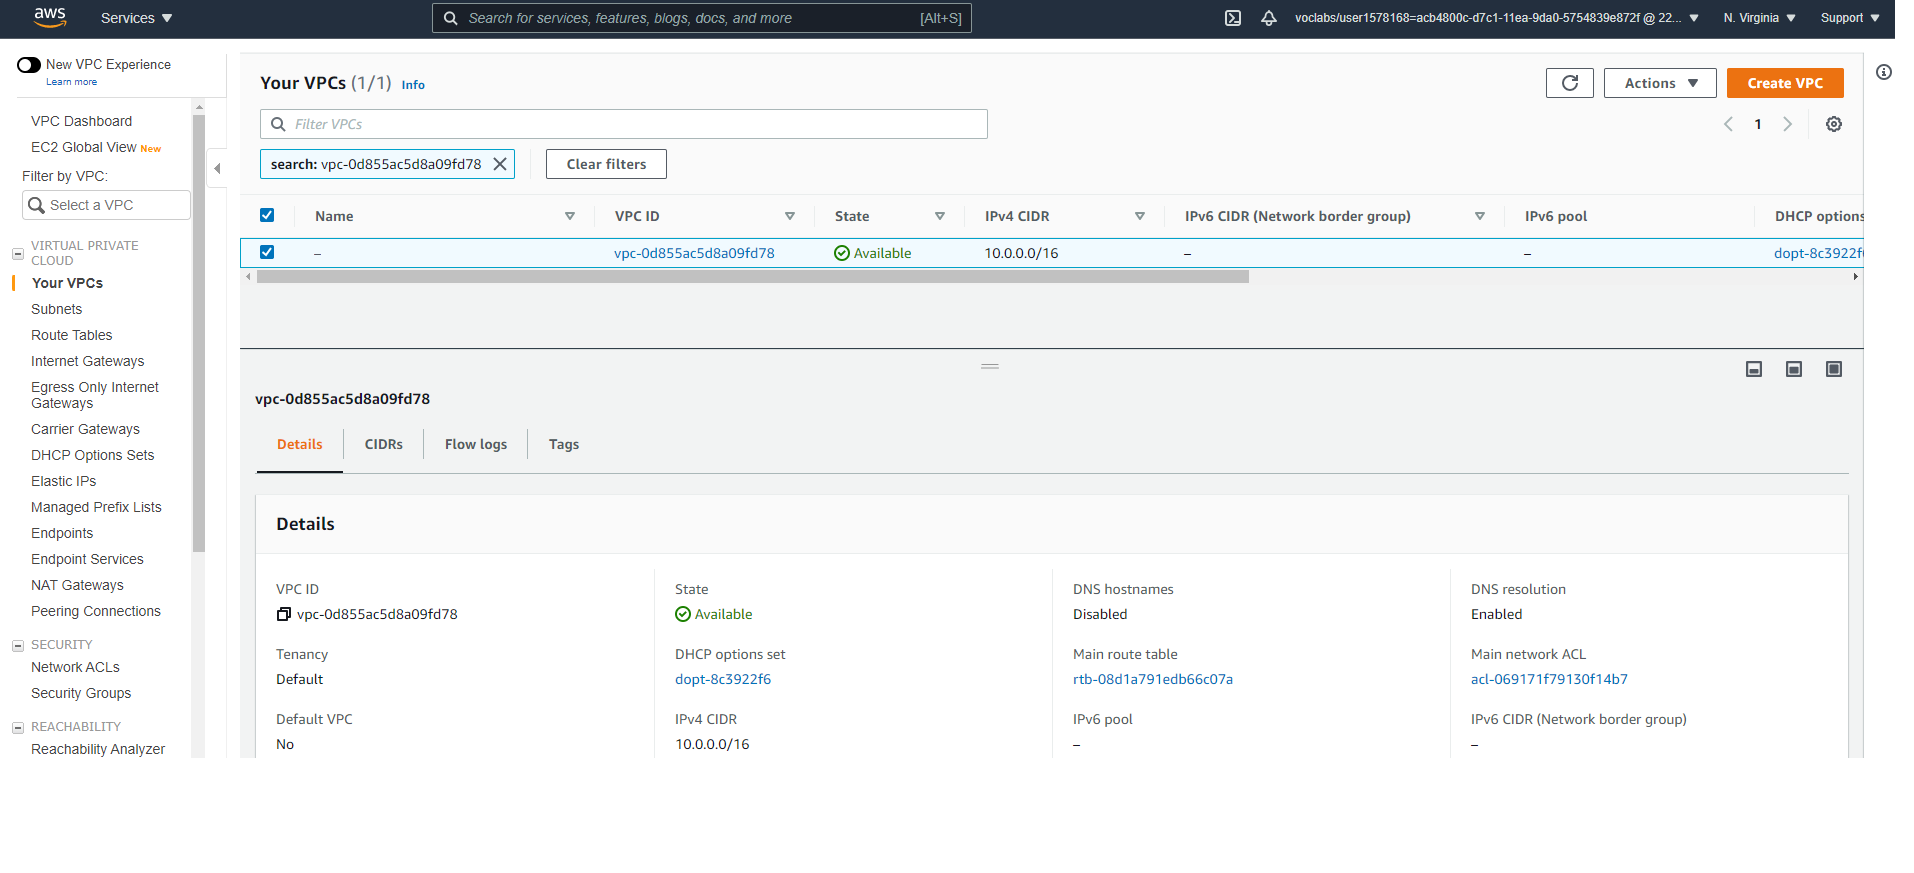 aws
Services
Search for services, features, blogs, docs, and more [Alt+S]
voclabs/user1578168=acb4800c-d7c1-11ea-9da0-5754839e872f @ 22...
N. Virginia
Support
New VPC Experience
Learn more
VPC Dashboard
EC2 Global View New
Filter by VPC:
Select a VPC
VIRTUAL PRIVATE
CLOUD
Your VPCs
Subnets
Route Tables
Internet Gateways
Egress Only Internet
Gateways
Carrier Gateways
DHCP Options Sets
Elastic IPs
Managed Prefix Lists
Endpoints
Endpoint Services
NAT Gateways
Peering Connections
SECURITY
Network ACLs
Security Groups
REACHABILITY
Reachability Analyzer
Your VPCs (1/1) Info
Actions
Create VPC
Filter VPCs
1
search: vpc-0d855ac5d8a09fd78
Clear filters
Name VPC ID State IPv4 CIDR IPv6 CIDR (Network border group) IPv6 pool DHCP options
– vpc-0d855ac5d8a09fd78 Available 10.0.0.0/16 – – dopt-8c3922f6
vpc-0d855ac5d8a09fd78
Details CIDRs Flow logs Tags
Details
VPC ID
vpc-0d855ac5d8a09fd78
State
Available
DNS hostnames
Disabled
DNS resolution
Enabled
Tenancy
Default
DHCP options set
dopt-8c3922f6
Main route table
rtb-08d1a791edb66c07a
Main network ACL
acl-069171f79130f14b7
Default VPC
No
IPv4 CIDR
10.0.0.0/16
IPv6 pool
–
IPv6 CIDR (Network border group)
–